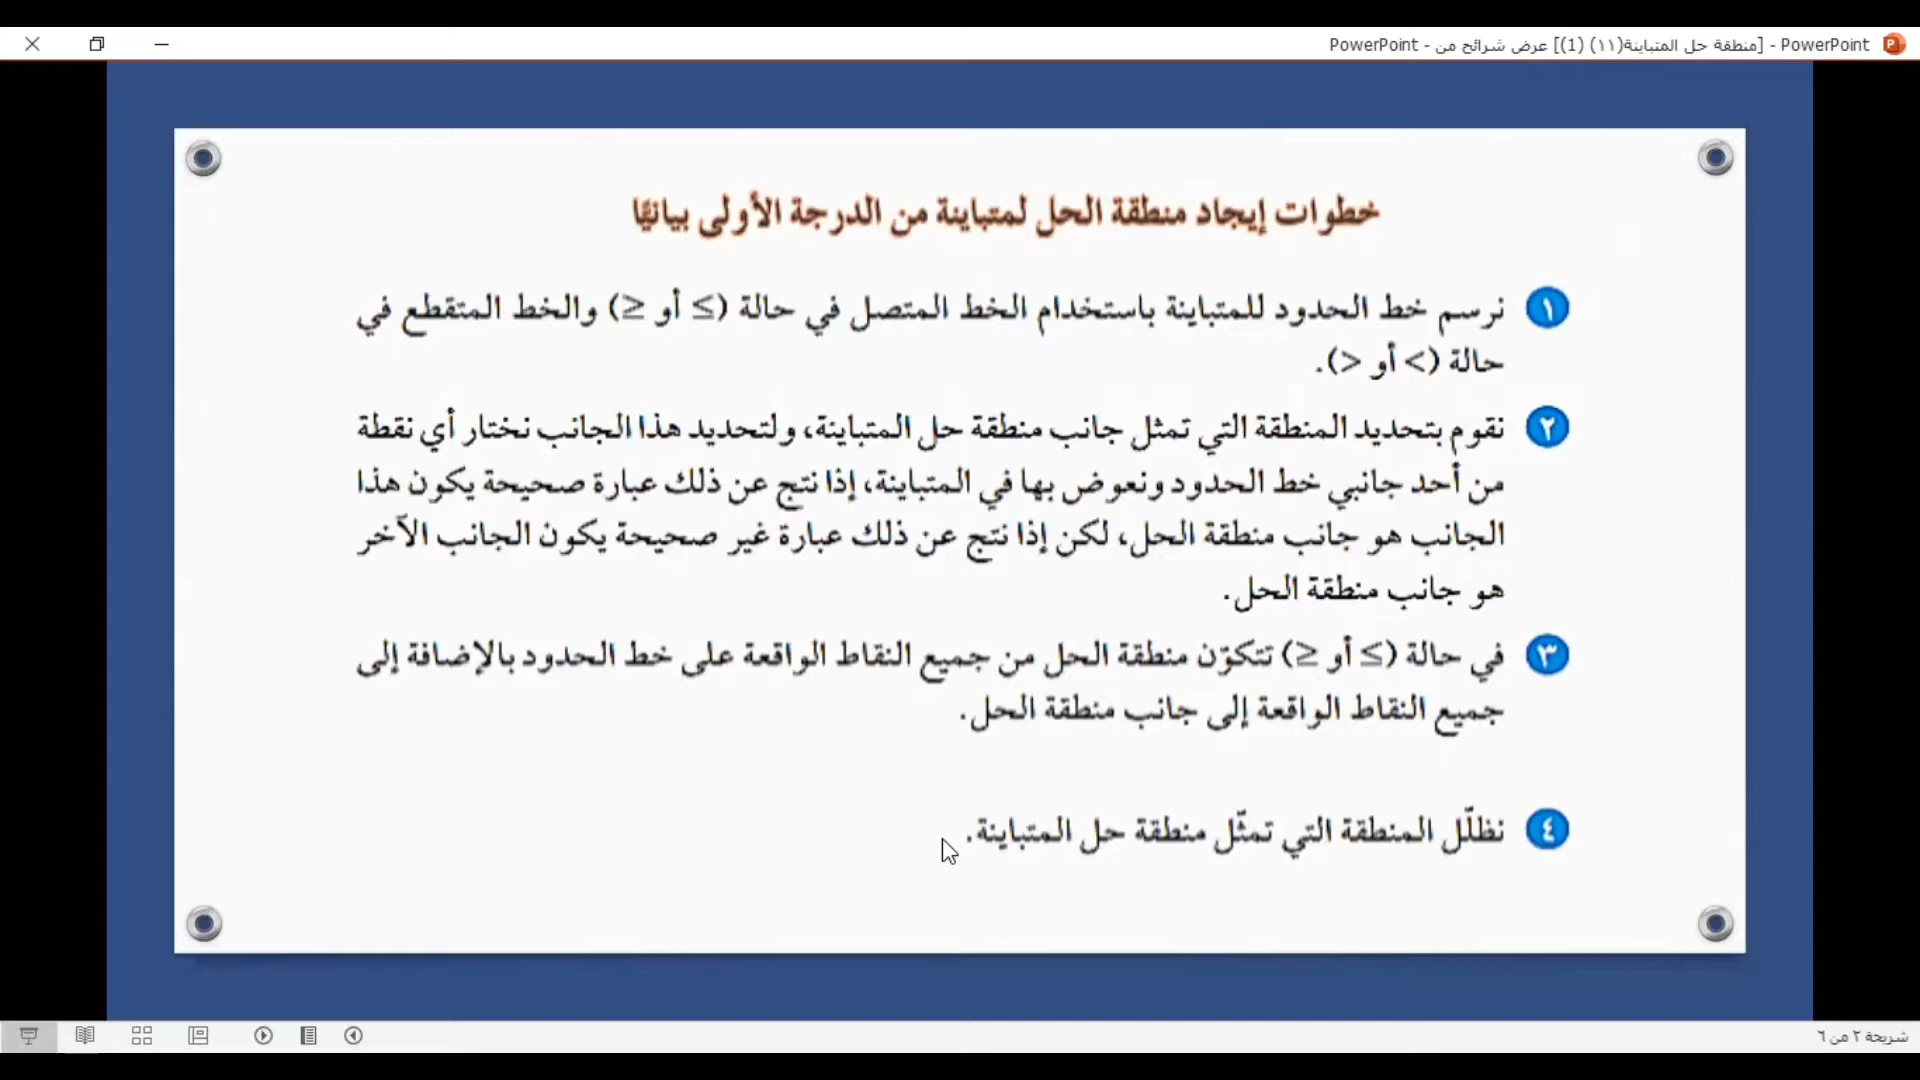 PowerPoint - [منطقة حل المتباينة(١١) (1)] عرض شرائح من - PowerPoint
خطوات إيجاد منطقة الحل لمتباينة من الدرجة الأولى بيانيًا
١ نرسم خط الحدود للمتباينة باستخدام الخط المتصل في حالة (≥ أو ≤) والخط المتقطع في
حالة (> أو <).
٢ نقوم بتحديد المنطقة التي تمثل جانب منطقة حل المتباينة، ولتحديد هذا الجانب نختار أي نقطة
من أحد جانبي خط الحدود ونعوض بها في المتباينة، إذا نتج عن ذلك عبارة صحيحة يكون هذا
الجانب هو جانب منطقة الحل، لكن إذا نتج عن ذلك عبارة غير صحيحة يكون الجانب الآخر
هو جانب منطقة الحل.
٣ في حالة (≥ أو ≤) تتكوّن منطقة الحل من جميع النقاط الواقعة على خط الحدود بالإضافة إلى
جميع النقاط الواقعة إلى جانب منطقة الحل.
٤ نظلّل المنطقة التي تمثّل منطقة حل المتباينة.
شريحة ٢ من ٦